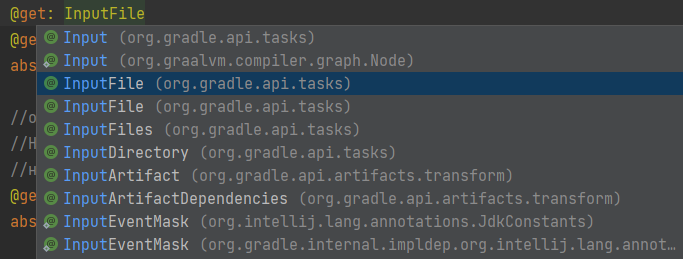 @get: InputFile
@ge
Input (org.gradle.api.tasks)
abs
Input (org.graalvm.compiler.graph.Node)
InputFile (org.gradle.api.tasks)
InputFile (org.gradle.api.tasks)
//о
InputFiles (org.gradle.api.tasks)
//Н
InputDirectory (org.gradle.api.tasks)
//н
InputArtifact (org.gradle.api.artifacts.transform)
@ge
InputArtifactDependencies (org.gradle.api.artifacts.transform)
abs
InputEventMask (org.intellij.lang.annotations.JdkConstants)
InputEventMask (org.gradle.internal.impldep.org.intellij.lang.annot…